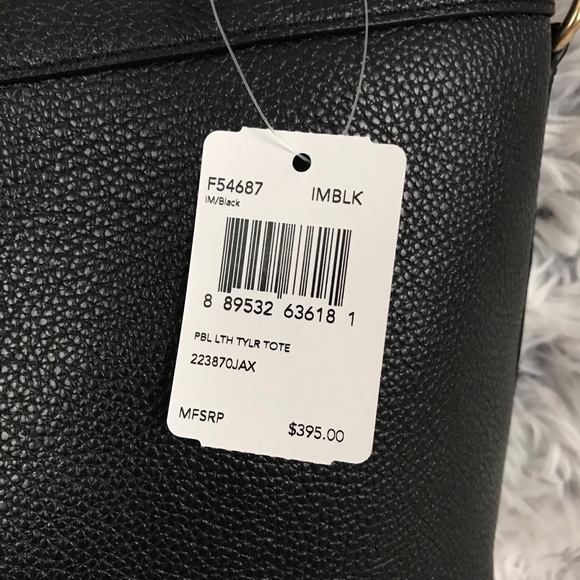 F54687 IMBLK
IM/Black
8 89532 63618 1
PBL LTH TYLR TOTE
223870JAX
MFSRP $395.00